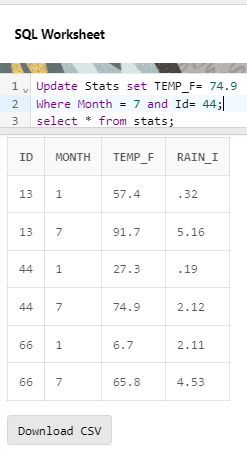 SQL Worksheet
1 Update Stats set TEMP_F= 74.9
2 Where Month = 7 and Id= 44;
3 select * from stats;
ID MONTH TEMP_F RAIN_I
13 1 57.4 .32
13 7 91.7 5.16
44 1 27.3 .19
44 7 74.9 2.12
66 1 6.7 2.11
66 7 65.8 4.53
Download CSV